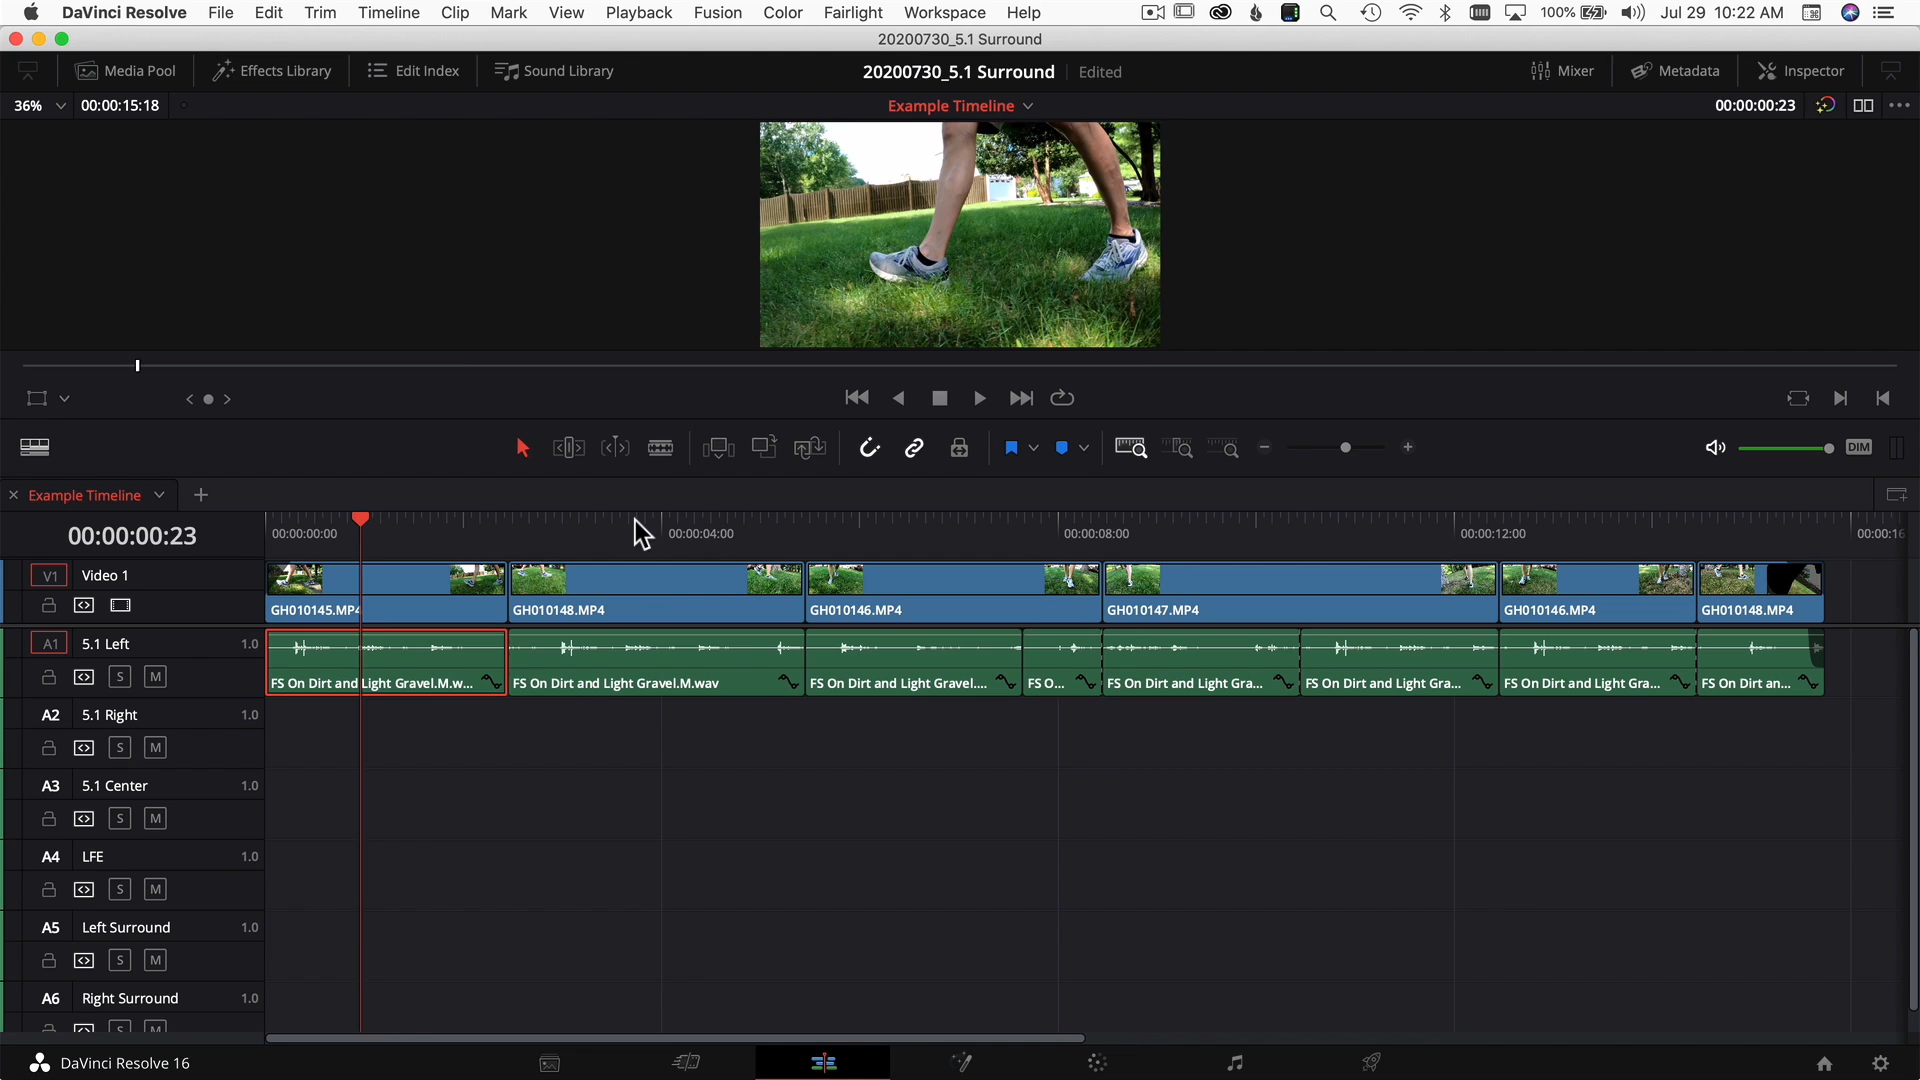 DaVinci Resolve File Edit Trim Timeline Clip Mark View Playback Fusion Color Fairlight Workspace Help 100% Jul 29 10:22 AM
20200730_5.1 Surround
Media Pool Effects Library Edit Index Sound Library 20200730_5.1 Surround Edited Mixer Metadata Inspector
36% 00:00:15:18 Example Timeline 00:00:00:23
DIM
Example Timeline
00:00:00:23 00:00:00:00 00:00:04:00 00:00:08:00 00:00:12:00 00:00:16
V1 Video 1
GH010145.MP4 GH010148.MP4 GH010146.MP4 GH010147.MP4 GH010146.MP4 GH010148.MP4
A1 5.1 Left 1.0
S M FS On Dirt and Light Gravel.M.w... FS On Dirt and Light Gravel.M.wav FS On Dirt and Light Gravel.... FS O... FS On Dirt and Light Gra... FS On Dirt and Light Gra... FS On Dirt and Light Gra... FS On Dirt an...
A2 5.1 Right 1.0
S M
A3 5.1 Center 1.0
S M
A4 LFE 1.0
S M
A5 Left Surround 1.0
S M
A6 Right Surround 1.0
S M
DaVinci Resolve 16